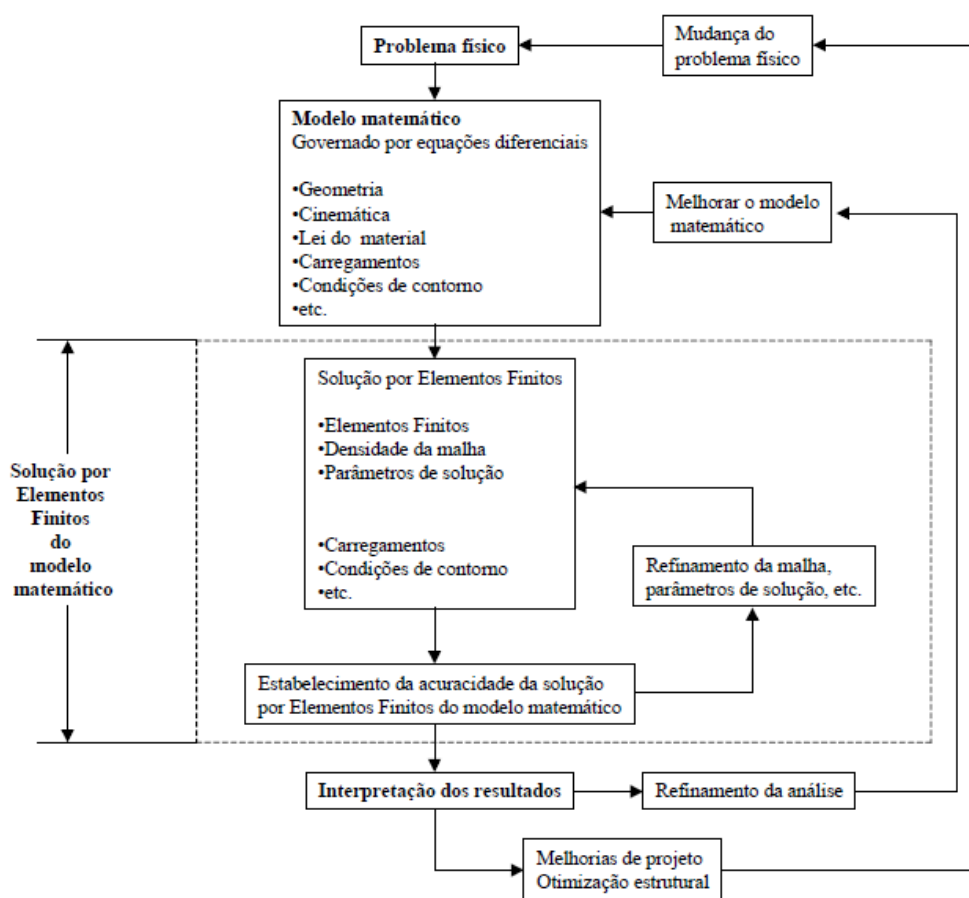 Problema físico
Mudança do
problema físico
Modelo matemático
Governado por equações diferenciais
•Geometria
•Cinemática
•Lei do material
•Carregamentos
•Condições de contorno
•etc.
Melhorar o modelo
matemático
Solução por
Elementos
Finitos
do
modelo
matemático
Solução por Elementos Finitos
•Elementos Finitos
•Densidade da malha
•Parâmetros de solução
•Carregamentos
•Condições de contorno
•etc.
Refinamento da malha,
parâmetros de solução, etc.
Estabelecimento da acuracidade da solução
por Elementos Finitos do modelo matemático
Interpretação dos resultados
Refinamento da análise
Melhorias de projeto
Otimização estrutural